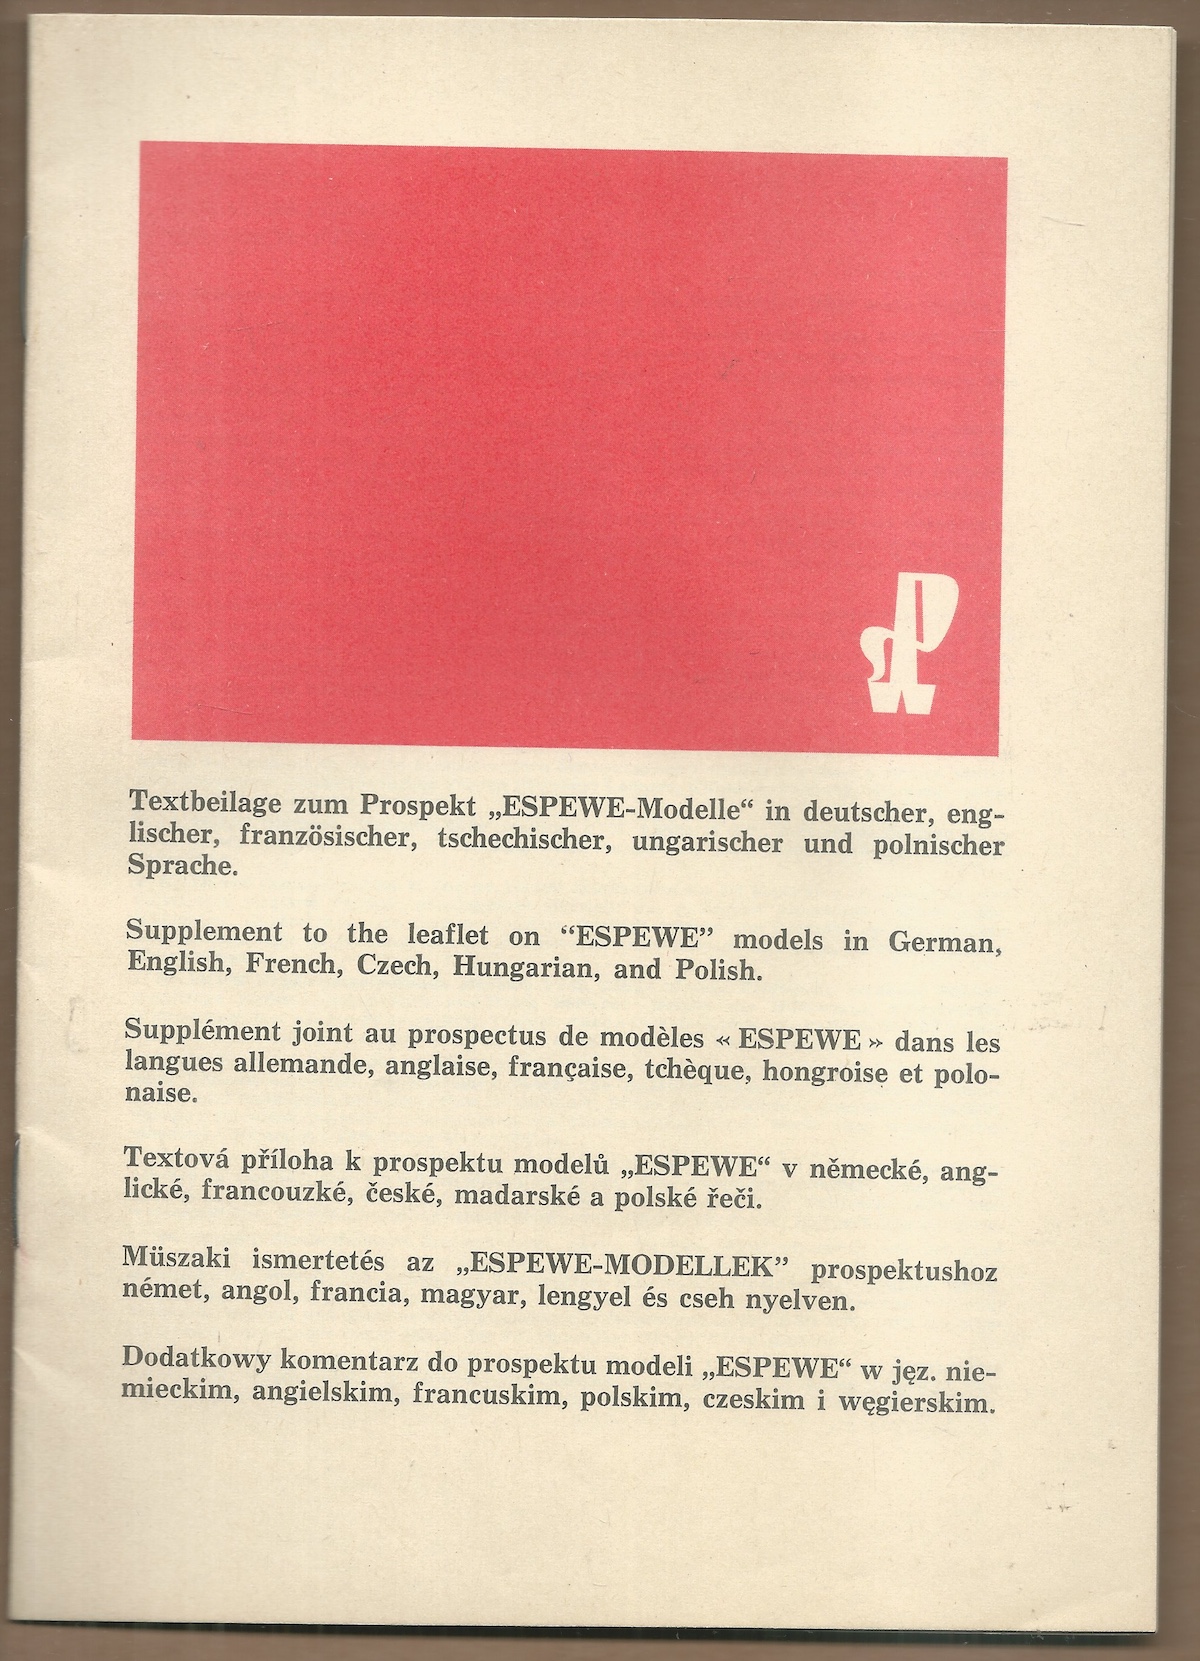 SPW
Textbeilage zum Prospekt „ESPEWE-Modelle“ in deutscher, eng-
lischer, französischer, tschechischer, ungarischer und polnischer
Sprache.
Supplement to the leaflet on “ESPEWE” models in German,
English, French, Czech, Hungarian, and Polish.
Supplément joint au prospectus de modèles « ESPEWE » dans les
langues allemande, anglaise, française, tchèque, hongroise et polo-
naise.
Textová příloha k prospektu modelů „ESPEWE“ v německé, ang-
lické, francouzké, české, madarské a polské řeči.
Müszaki ismertetés az „ESPEWE-MODELLEK” prospektushoz
német, angol, francia, magyar, lengyel és cseh nyelven.
Dodatkowy komentarz do prospektu modeli „ESPEWE“ w jęz. nie-
mieckim, angielskim, francuskim, polskim, czeskim i węgierskim.